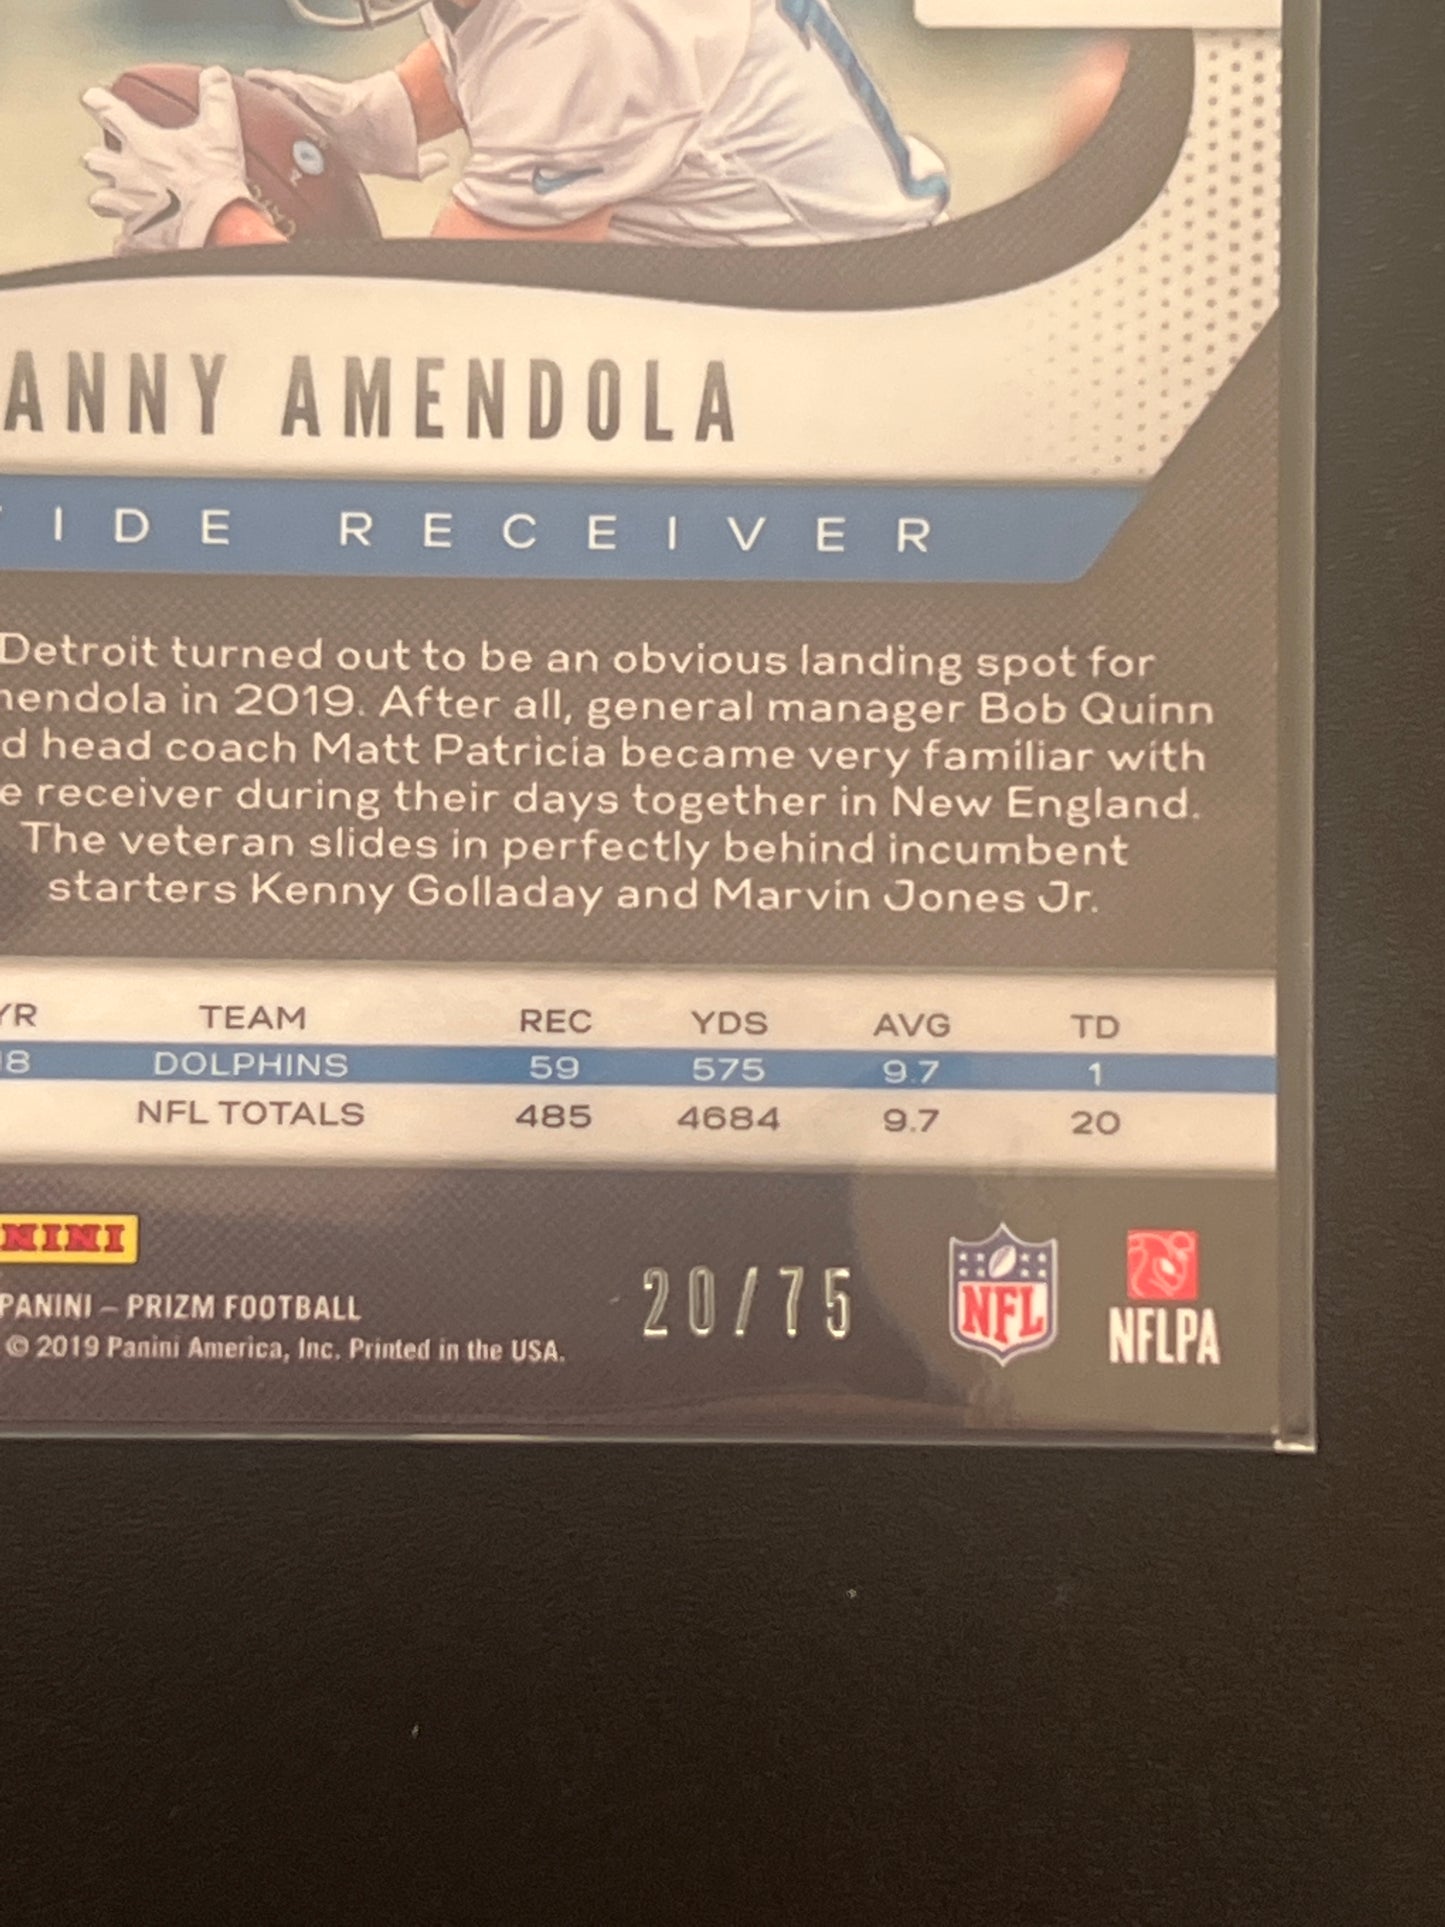 ANNY AMENDOLA
IDE RECEIVER
Detroit turned out to be an obvious landing spot for
endola in 2019. After all, general manager Bob Quinn
d head coach Matt Patricia became very familiar with
e receiver during their days together in New England.
The veteran slides in perfectly behind incumbent
starters Kenny Golladay and Marvin Jones Jr.
YR TEAM REC YDS AVG TD
18 DOLPHINS 59 575 9.7 1
NFL TOTALS 485 4684 9.7 20
NINI
PANINI – PRIZM FOOTBALL
© 2019 Panini America, Inc. Printed in the USA.
20/75
NFL
NFLPA